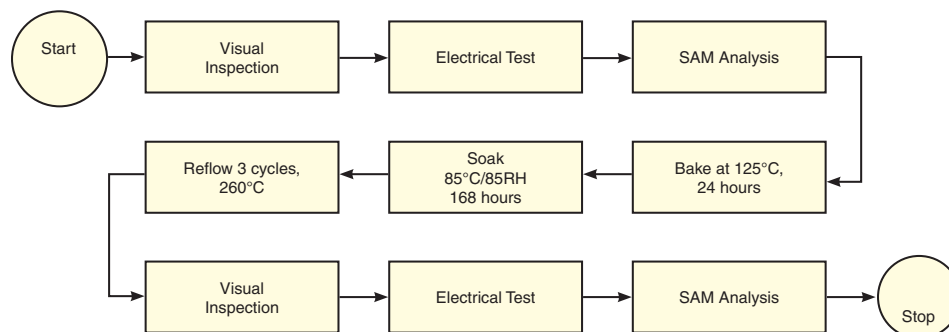 Start
Visual
Inspection
Electrical Test
SAM Analysis
Reflow 3 cycles,
260°C
Soak
85°C/85RH
168 hours
Bake at 125°C,
24 hours
Visual
Inspection
Electrical Test
SAM Analysis
Stop